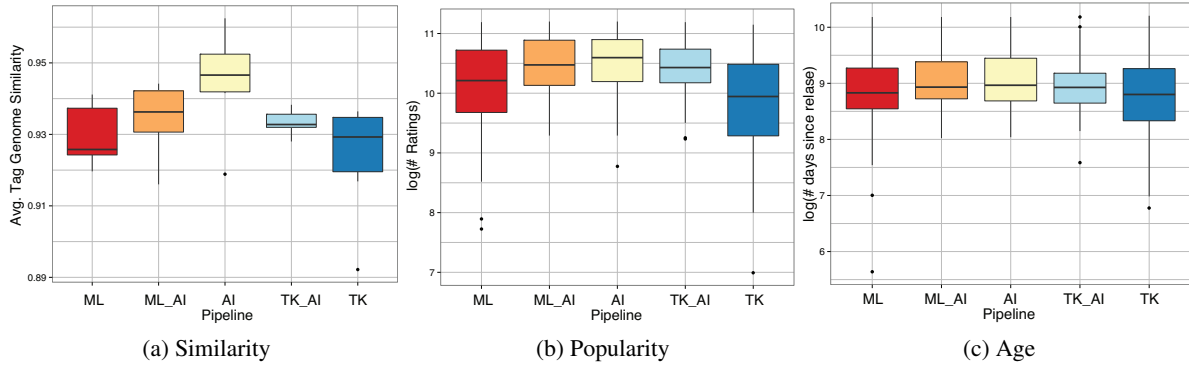 Avg. Tag Genome Similarity
0.95
0.93
0.91
0.89
ML
ML_AI
AI
TK_AI
TK
Pipeline
(a) Similarity
log(# Ratings)
11
10
9
8
7
ML
ML_AI
AI
TK_AI
TK
Pipeline
(b) Popularity
log(# days since relase)
10
9
8
7
6
ML
ML_AI
AI
TK_AI
TK
Pipeline
(c) Age